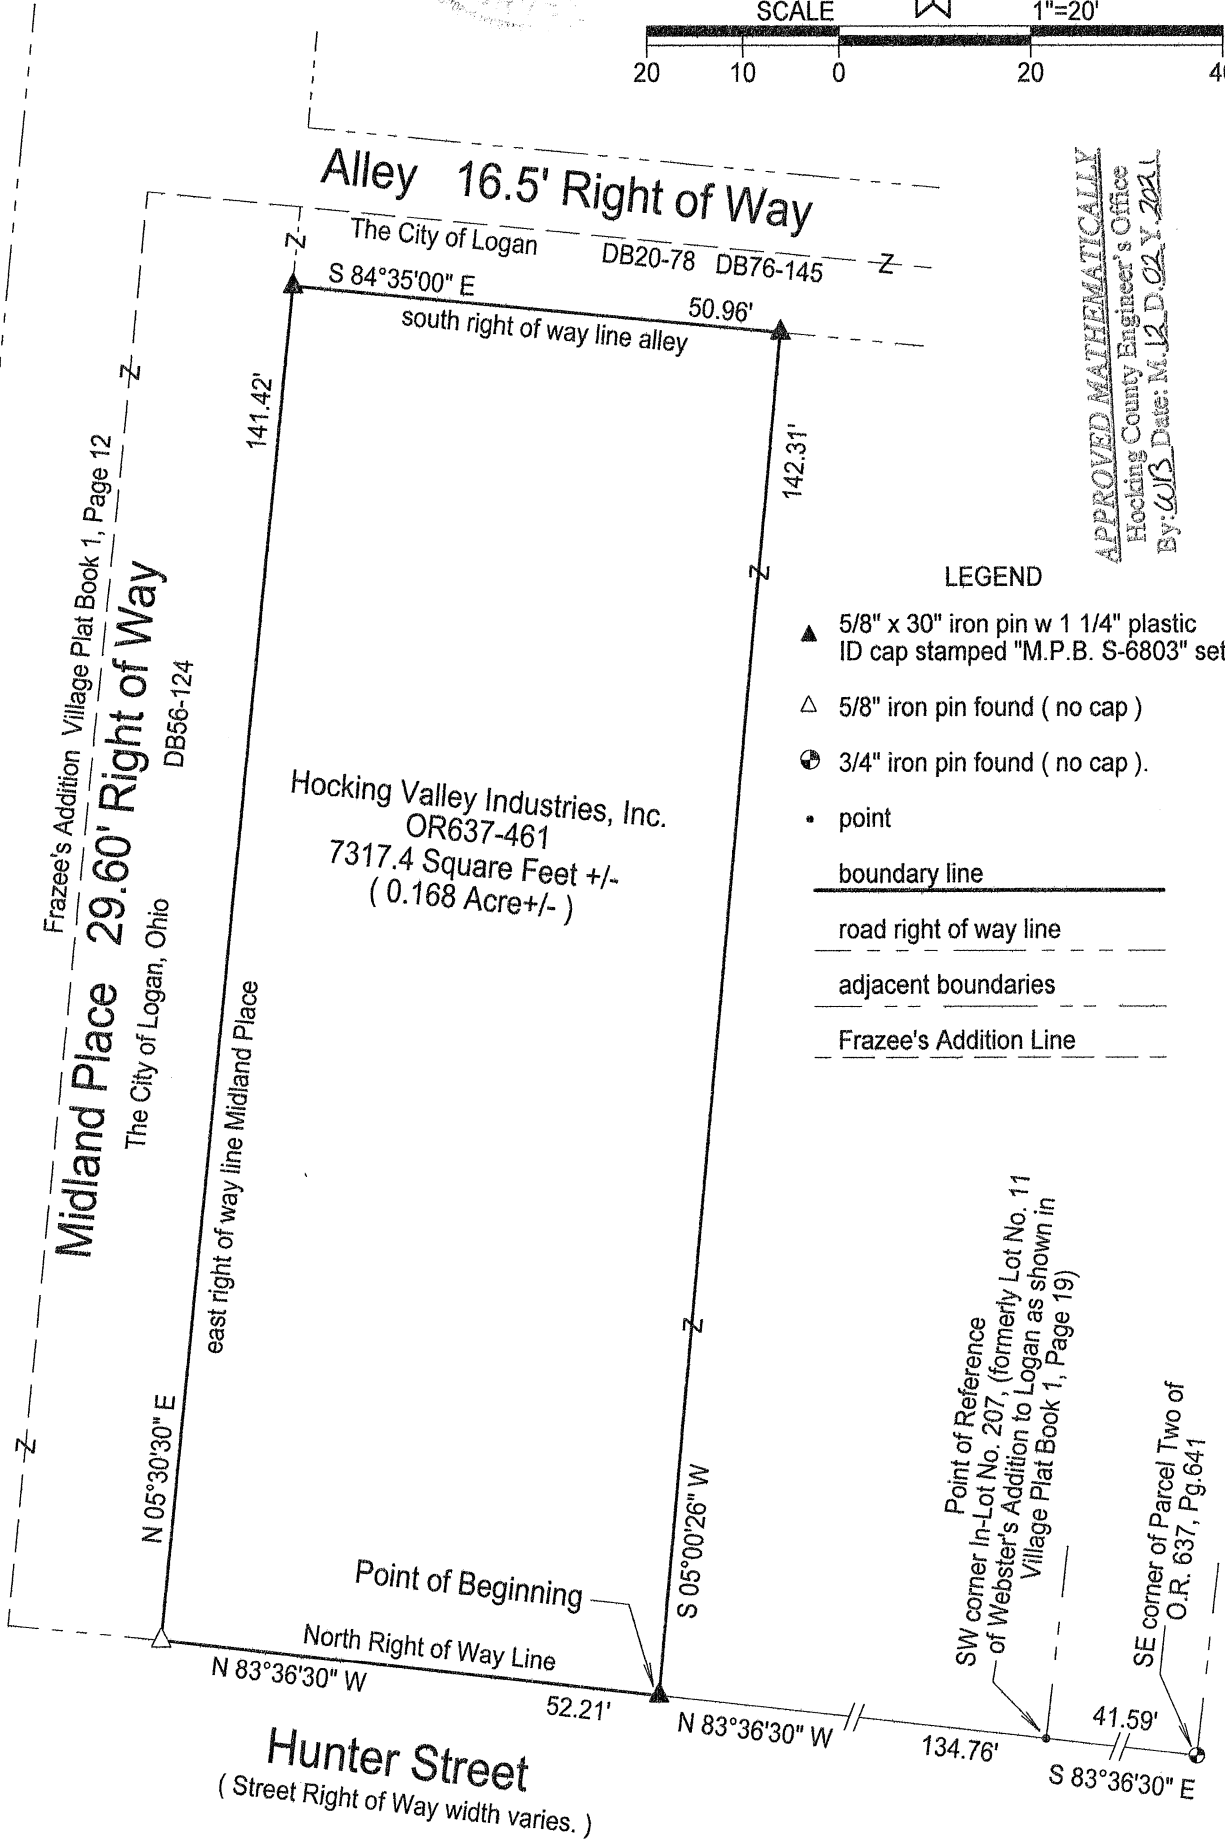 SCALE 1"=20'
20 10 0 20 40
Alley 16.5' Right of Way
The City of Logan DB20-78 DB76-145
Z
Z
S 84°35'00" E
50.96'
south right of way line alley
141.42'
142.31'
Z
Z
APPROVED MATHEMATICALLY
Hocking County Engineer's Office
By: WB Date: M.12 D.02 Y.2021
Frazee's Addition Village Plat Book 1, Page 12
Midland Place 29.60' Right of Way
DB56-124
The City of Logan, Ohio
east right of way line Midland Place
LEGEND
5/8" x 30" iron pin w 1 1/4" plastic
ID cap stamped "M.P.B. S-6803" set
5/8" iron pin found ( no cap )
3/4" iron pin found ( no cap ).
point
boundary line
road right of way line
adjacent boundaries
Frazee's Addition Line
Hocking Valley Industries, Inc.
OR637-461
7317.4 Square Feet +/-
( 0.168 Acre+/- )
Z
Z
N 05°30'30" E
S 05°00'26" W
Point of Beginning
North Right of Way Line
N 83°36'30" W
52.21'
N 83°36'30" W
134.76'
41.59'
S 83°36'30" E
Point of Reference
SW corner In-Lot No. 207, (formerly Lot No. 11
of Webster's Addition to Logan as shown in
Village Plat Book 1, Page 19)
SE corner of Parcel Two of
O.R. 637, Pg.641
Hunter Street
( Street Right of Way width varies. )